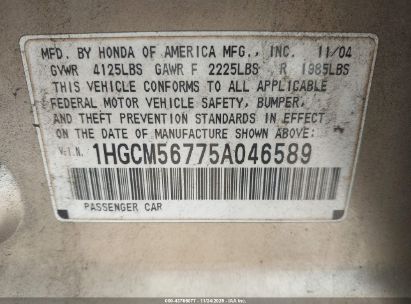 MFD. BY HONDA OF AMERICA MFG., INC. 11/04
GVWR 4125LBS GAWR F 2225LBS R 1985LBS
THIS VEHICLE CONFORMS TO ALL APPLICABLE
FEDERAL MOTOR VEHICLE SAFETY, BUMPER,
AND THEFT PREVENTION STANDARDS IN EFFECT
ON THE DATE OF MANUFACTURE SHOWN ABOVE:
V.I.N. 1HGCM56775A046589
PASSENGER CAR